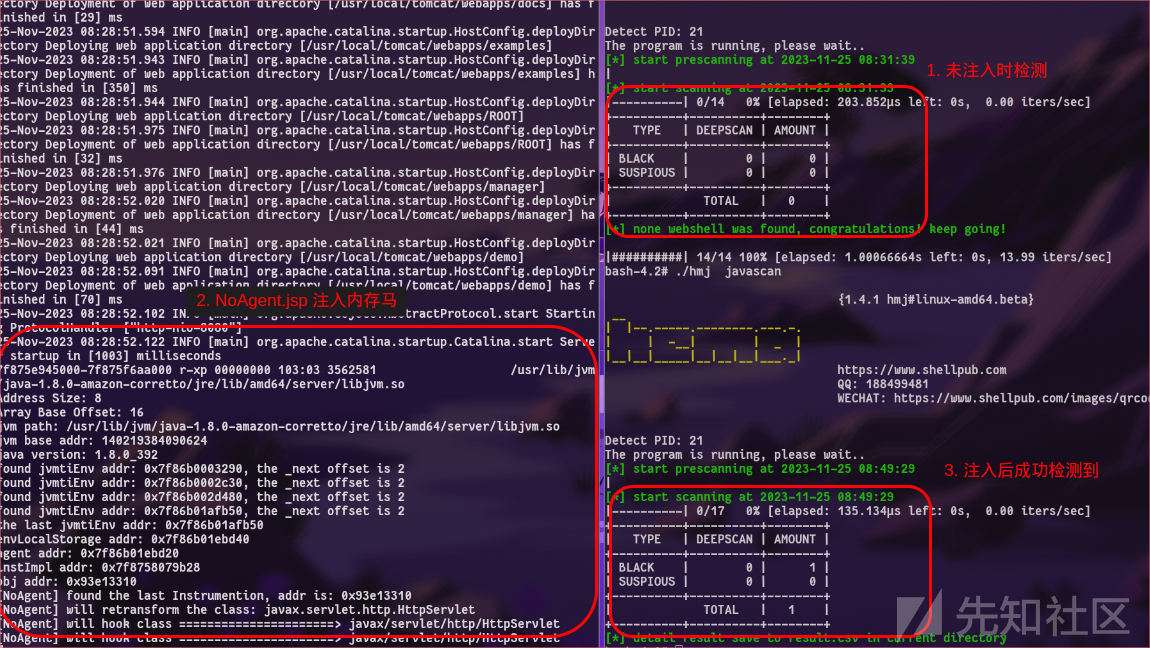 ectory Deployment of web application directory [/usr/local/tomcat/webapps/docs] has f
nished in [29] ms
25-Nov-2023 08:28:51.594 INFO [main] org.apache.catalina.startup.HostConfig.deployDir
ectory Deploying web application directory [/usr/local/tomcat/webapps/examples]
25-Nov-2023 08:28:51.943 INFO [main] org.apache.catalina.startup.HostConfig.deployDir
ectory Deployment of web application directory [/usr/local/tomcat/webapps/examples] h
as finished in [350] ms
25-Nov-2023 08:28:51.944 INFO [main] org.apache.catalina.startup.HostConfig.deployDir
ectory Deploying web application directory [/usr/local/tomcat/webapps/ROOT]
25-Nov-2023 08:28:51.975 INFO [main] org.apache.catalina.startup.HostConfig.deployDir
ectory Deployment of web application directory [/usr/local/tomcat/webapps/ROOT] has f
inished in [32] ms
25-Nov-2023 08:28:51.976 INFO [main] org.apache.catalina.startup.HostConfig.deployDir
ectory Deploying web application directory [/usr/local/tomcat/webapps/manager]
25-Nov-2023 08:28:52.020 INFO [main] org.apache.catalina.startup.HostConfig.deployDir
ectory Deployment of web application directory [/usr/local/tomcat/webapps/manager] ha
s finished in [44] ms
25-Nov-2023 08:28:52.021 INFO [main] org.apache.catalina.startup.HostConfig.deployDir
ectory Deploying web application directory [/usr/local/tomcat/webapps/demo]
25-Nov-2023 08:28:52.091 INFO [main] org.apache.catalina.startup.HostConfig.deployDir
ectory Deployment of web application directory [/usr/local/tomcat/webapps/demo] has f
inished in [70] ms
2. NoAgent.jsp 注入内存马
25-Nov-2023 08:28:52.102 IN tractProtocol.start Startin
g ProtocolHandler ["http-nio-8080"]
25-Nov-2023 08:28:52.122 INFO [main] org.apache.catalina.startup.Catalina.start Serve
startup in [1003] milliseconds
7f875e945000-7f875f6aa000 r-xp 00000000 103:03 3562581 /usr/lib/jvm
/java-1.8.0-amazon-corretto/jre/lib/amd64/server/libjvm.so
Address Size: 8
Array Base Offset: 16
jvm path: /usr/lib/jvm/java-1.8.0-amazon-corretto/jre/lib/amd64/server/libjvm.so
jvm base addr: 140219384090624
java version: 1.8.0_392
found jvmtiEnv addr: 0x7f86b0003290, the _next offset is 2
found jvmtiEnv addr: 0x7f86b0002c30, the _next offset is 2
found jvmtiEnv addr: 0x7f86b002d480, the _next offset is 2
found jvmtiEnv addr: 0x7f86b01afb50, the _next offset is 2
the last jvmtiEnv addr: 0x7f86b01afb50
envLocalStorage addr: 0x7f86b01ebd40
agent addr: 0x7f86b01ebd20
instImpl addr: 0x7f8758079b28
obj addr: 0x93e13310
[NoAgent] found the last Instrumention, addr is: 0x93e13310
[NoAgent] will retransform the class: javax.servlet.http.HttpServlet
[NoAgent] will hook class ======================> javax/servlet/http/HttpServlet
[NoAgent] will hook class ======================> javax/servlet/http/HttpServlet
Detect PID: 21
The program is running, please wait..
[*] start prescanning at 2023-11-25 08:31:39
1. 未注入时检测
[*] start scanning at 2023-11-25 08:31:39
|----------| 0/14 0% [elapsed: 203.852µs left: 0s, 0.00 iters/sec]
+----------+----------+--------+
| TYPE | DEEPSCAN | AMOUNT |
+----------+----------+--------+
| BLACK | 0 | 0 |
| SUSPIOUS | 0 | 0 |
+----------+----------+--------+
| TOTAL | 0 |
+----------+----------+--------+
[*] none webshell was found, congratulations! keep going!
|##########| 14/14 100% [elapsed: 1.00066664s left: 0s, 13.99 iters/sec]
bash-4.2# ./hmj javascan
{1.4.1 hmj#linux-amd64.beta}
https://www.shellpub.com
QQ: 188499481
WECHAT: https://www.shellpub.com/images/qrco
Detect PID: 21
The program is running, please wait..
[*] start prescanning at 2023-11-25 08:49:29
3. 注入后成功检测到
[*] start scanning at 2023-11-25 08:49:29
|----------| 0/17 0% [elapsed: 135.134µs left: 0s, 0.00 iters/sec]
+----------+----------+--------+
| TYPE | DEEPSCAN | AMOUNT |
+----------+----------+--------+
| BLACK | 0 | 1 |
| SUSPIOUS | 0 | 0 |
+----------+----------+--------+
| TOTAL | 1 |
+----------+----------+--------+
[*] detail result save to result.csv in current directory
先知社区